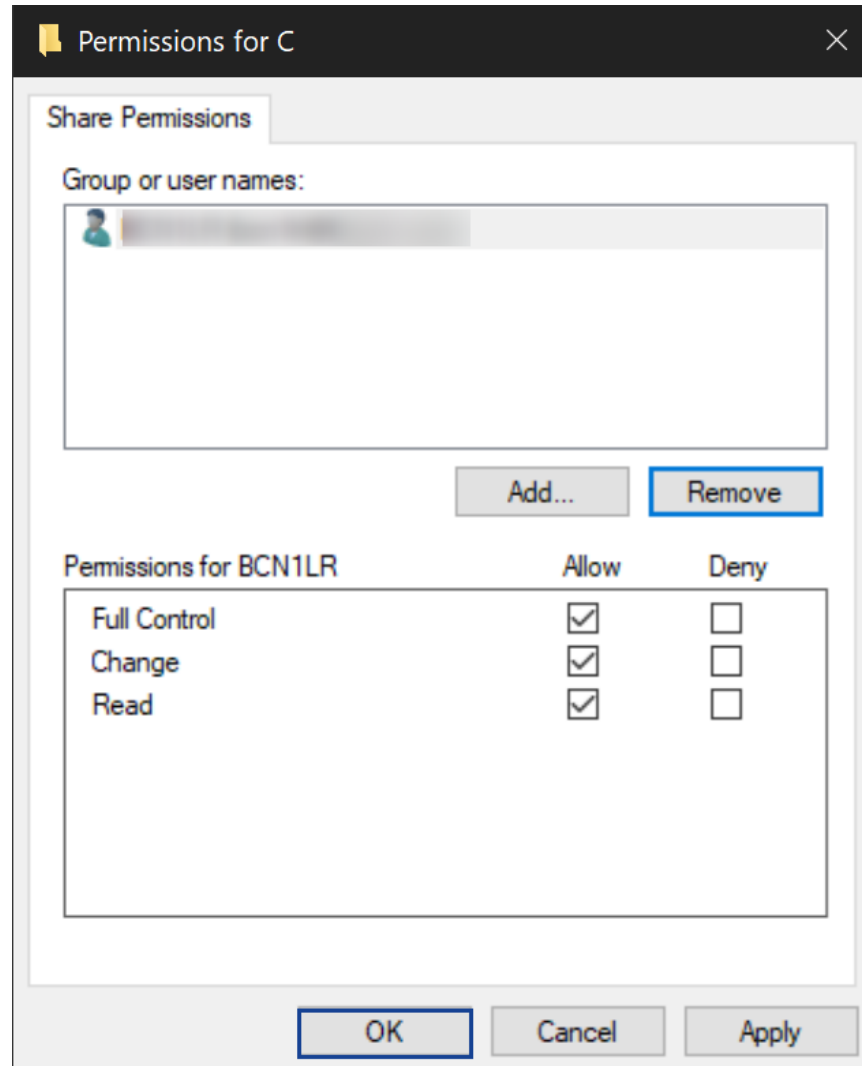 Permissions for C
Share Permissions
Group or user names:
Add... Remove
Permissions for BCN1LR Allow Deny
Full Control
Change
Read
OK Cancel Apply